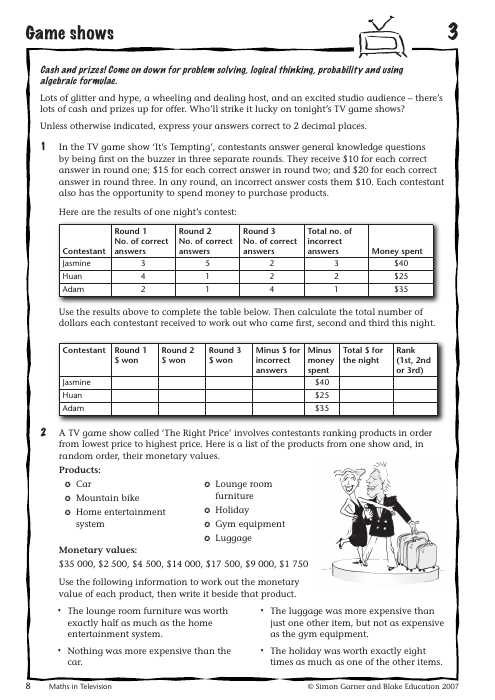 Game shows
3
Cash and prizes! Come on down for problem solving, logical thinking, probability and using
algebraic formulae.
Lots of glitter and hype, a wheeling and dealing host, and an excited studio audience – there's
lots of cash and prizes up for offer. Who'll strike it lucky on tonight's TV game shows?
Unless otherwise indicated, express your answers correct to 2 decimal places.
1 In the TV game show 'It's Tempting', contestants answer general knowledge questions
by being first on the buzzer in three separate rounds. They receive $10 for each correct
answer in round one; $15 for each correct answer in round two; and $20 for each correct
answer in round three. In any round, an incorrect answer costs them $10. Each contestant
also has the opportunity to spend money to purchase products.
Here are the results of one night's contest:
Contestant | Round 1 No. of correct answers | Round 2 No. of correct answers | Round 3 No. of correct answers | Total no. of incorrect answers | Money spent
Jasmine 3 5 2 3 $40
Huan 4 1 2 2 $25
Adam 2 1 4 1 $35
Use the results above to complete the table below. Then calculate the total number of
dollars each contestant received to work out who came first, second and third this night.
Contestant | Round 1 $ won | Round 2 $ won | Round 3 $ won | Minus $ for incorrect answers | Minus money spent | Total $ for the night | Rank (1st, 2nd or 3rd)
Jasmine $40
Huan $25
Adam $35
2 A TV game show called 'The Right Price' involves contestants ranking products in order
from lowest price to highest price. Here is a list of the products from one show and, in
random order, their monetary values.
Products:
Car
Mountain bike
Home entertainment
system
Lounge room
furniture
Holiday
Gym equipment
Luggage
Monetary values:
$35 000, $2 500, $4 500, $14 000, $17 500, $9 000, $1 750
Use the following information to work out the monetary
value of each product, then write it beside that product.
• The lounge room furniture was worth
exactly half as much as the home
entertainment system.
• Nothing was more expensive than the
car.
• The luggage was more expensive than
just one other item, but not as expensive
as the gym equipment.
• The holiday was worth exactly eight
times as much as one of the other items.
8 Maths in Television
© Simon Garner and Blake Education 2007